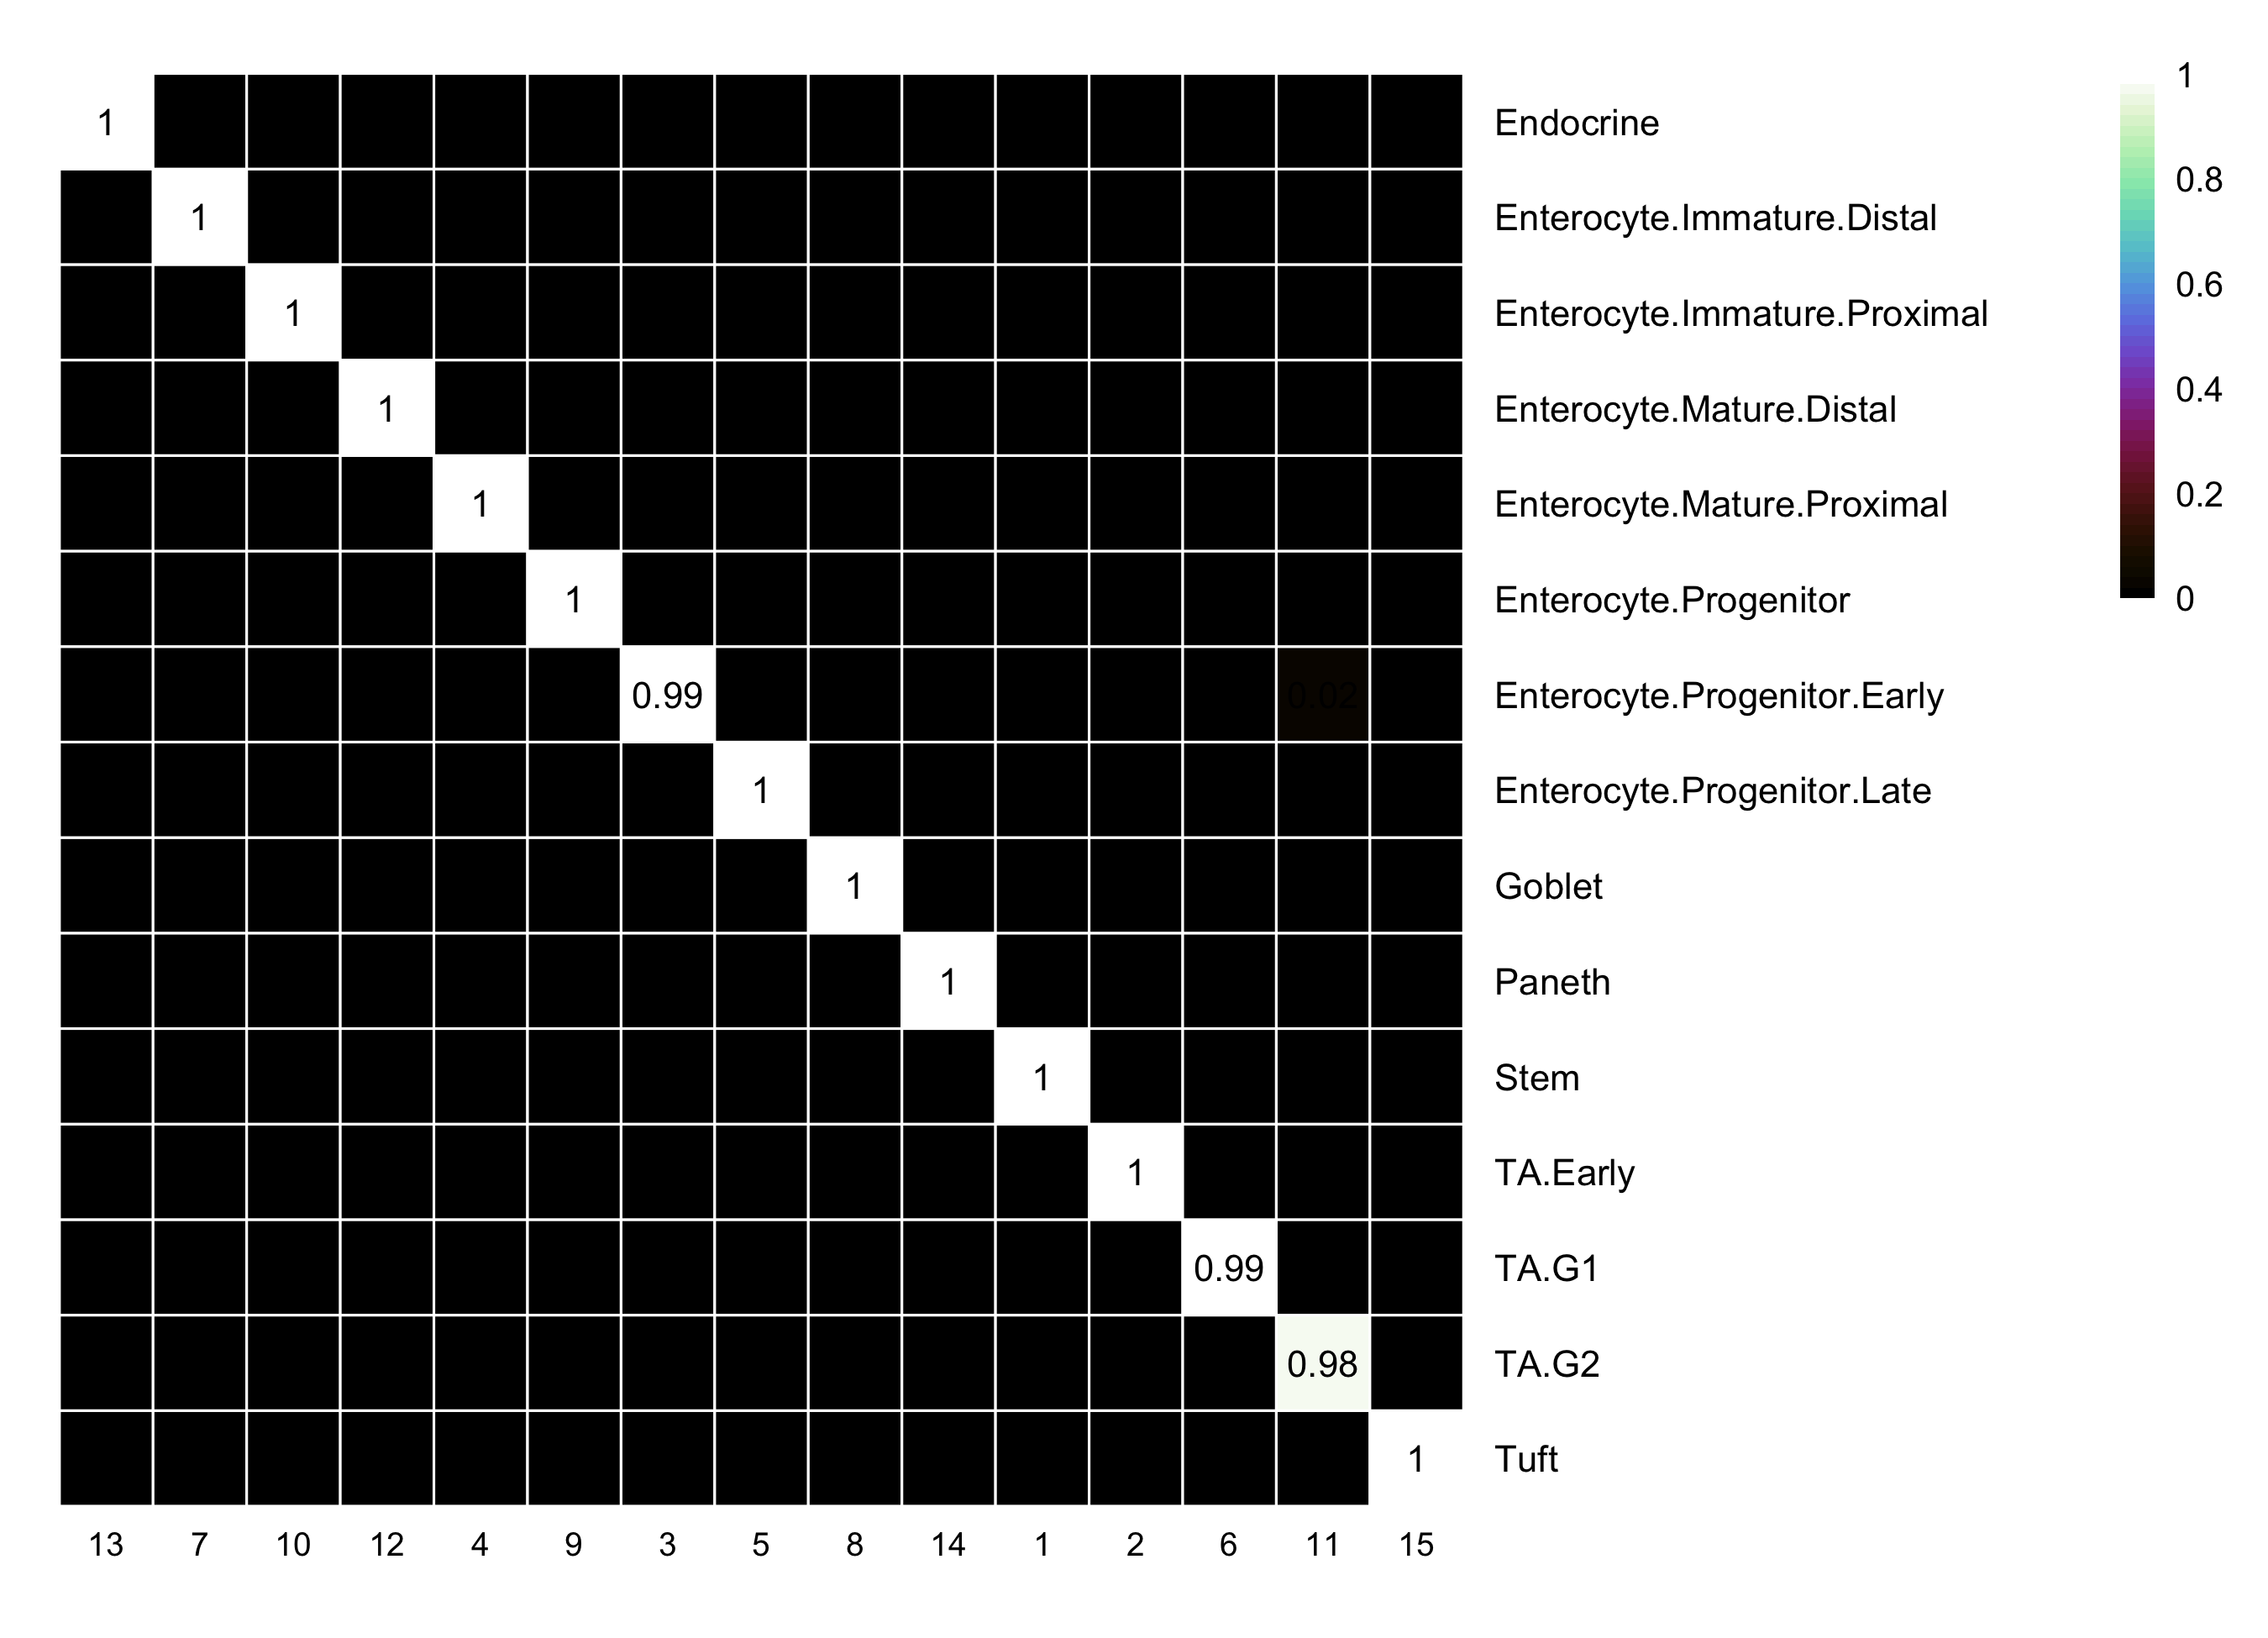 1 Endocrine
1 Enterocyte.Immature.Distal
1 Enterocyte.Immature.Proximal
1 Enterocyte.Mature.Distal
1 Enterocyte.Mature.Proximal
1 Enterocyte.Progenitor
0.99 0.02 Enterocyte.Progenitor.Early
1 Enterocyte.Progenitor.Late
1 Goblet
1 Paneth
1 Stem
1 TA.Early
0.99 TA.G1
0.98 TA.G2
1 Tuft
13 7 10 12 4 9 3 5 8 14 1 2 6 11 15
1
0.8
0.6
0.4
0.2
0